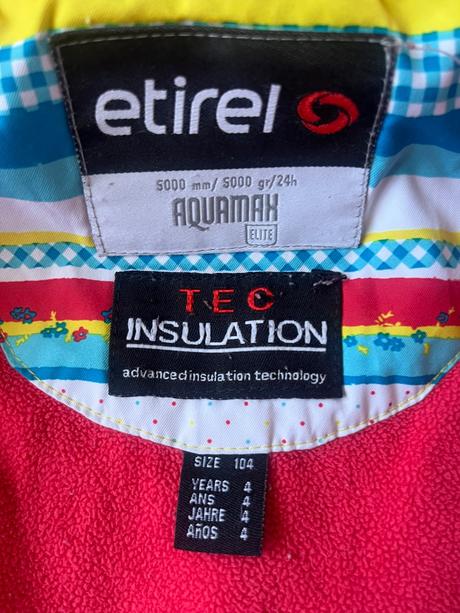 etirel
5000 mm/ 5000 gr/24h
AQUAMAX
ELITE
TEC
INSULATION
advanced insulation technology
SIZE 104
YEARS 4
ANS 4
JAHRE 4
AÑOS 4